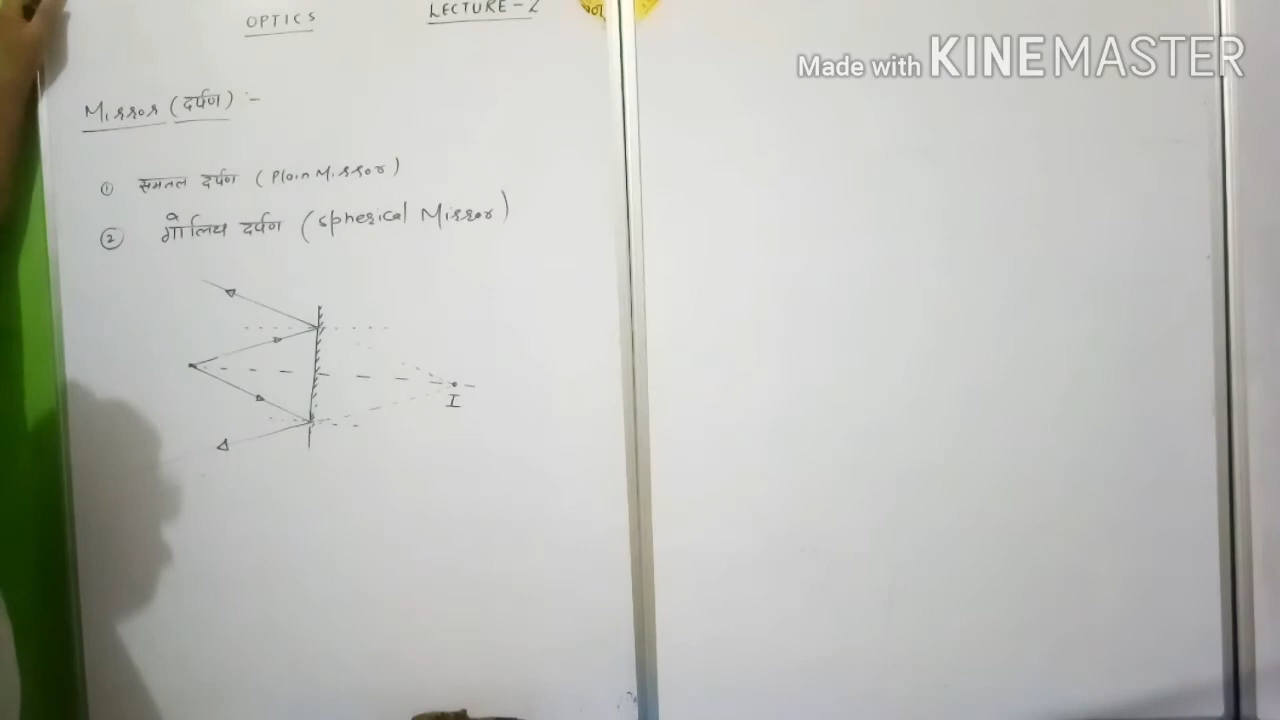 OPTICS
LECTURE-2
Made with KINEMASTER
Mirror (दर्पण) :-
① समतल दर्पण (Plain Mirror)
② गोलिय दर्पण (Spherical Mirror)
I